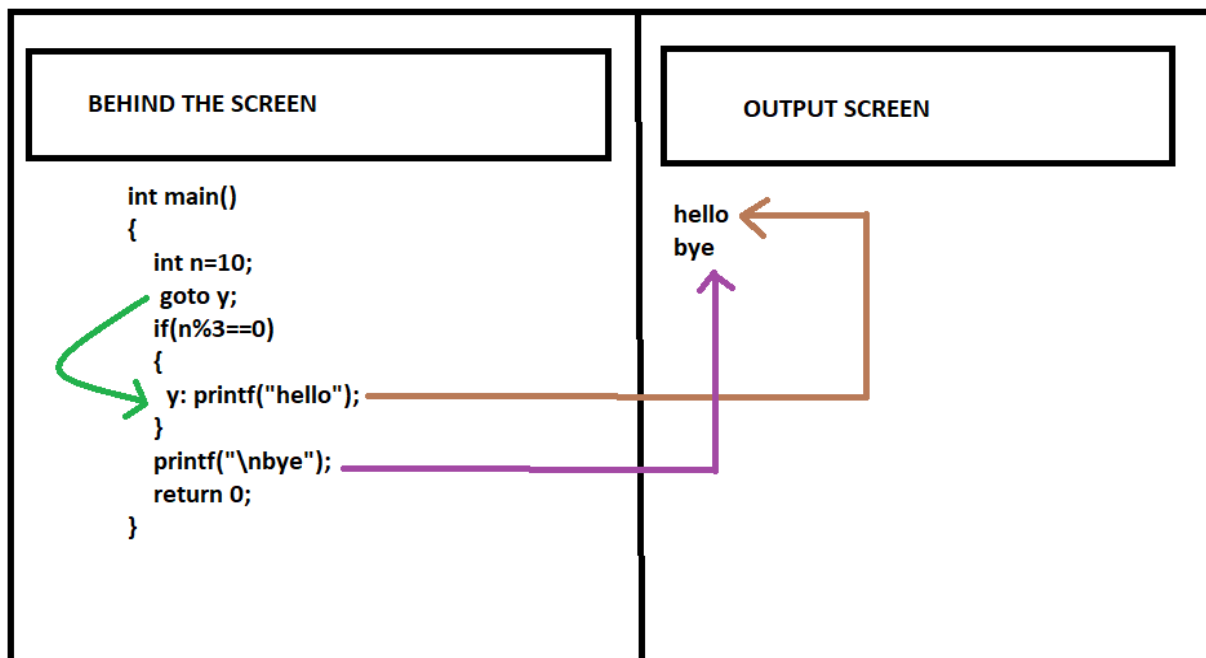 BEHIND THE SCREEN
int main()
{
int n=10;
goto y;
if(n%3==0)
{
y: printf("hello");
}
printf("\nbye");
return 0;
}
OUTPUT SCREEN
hello
bye